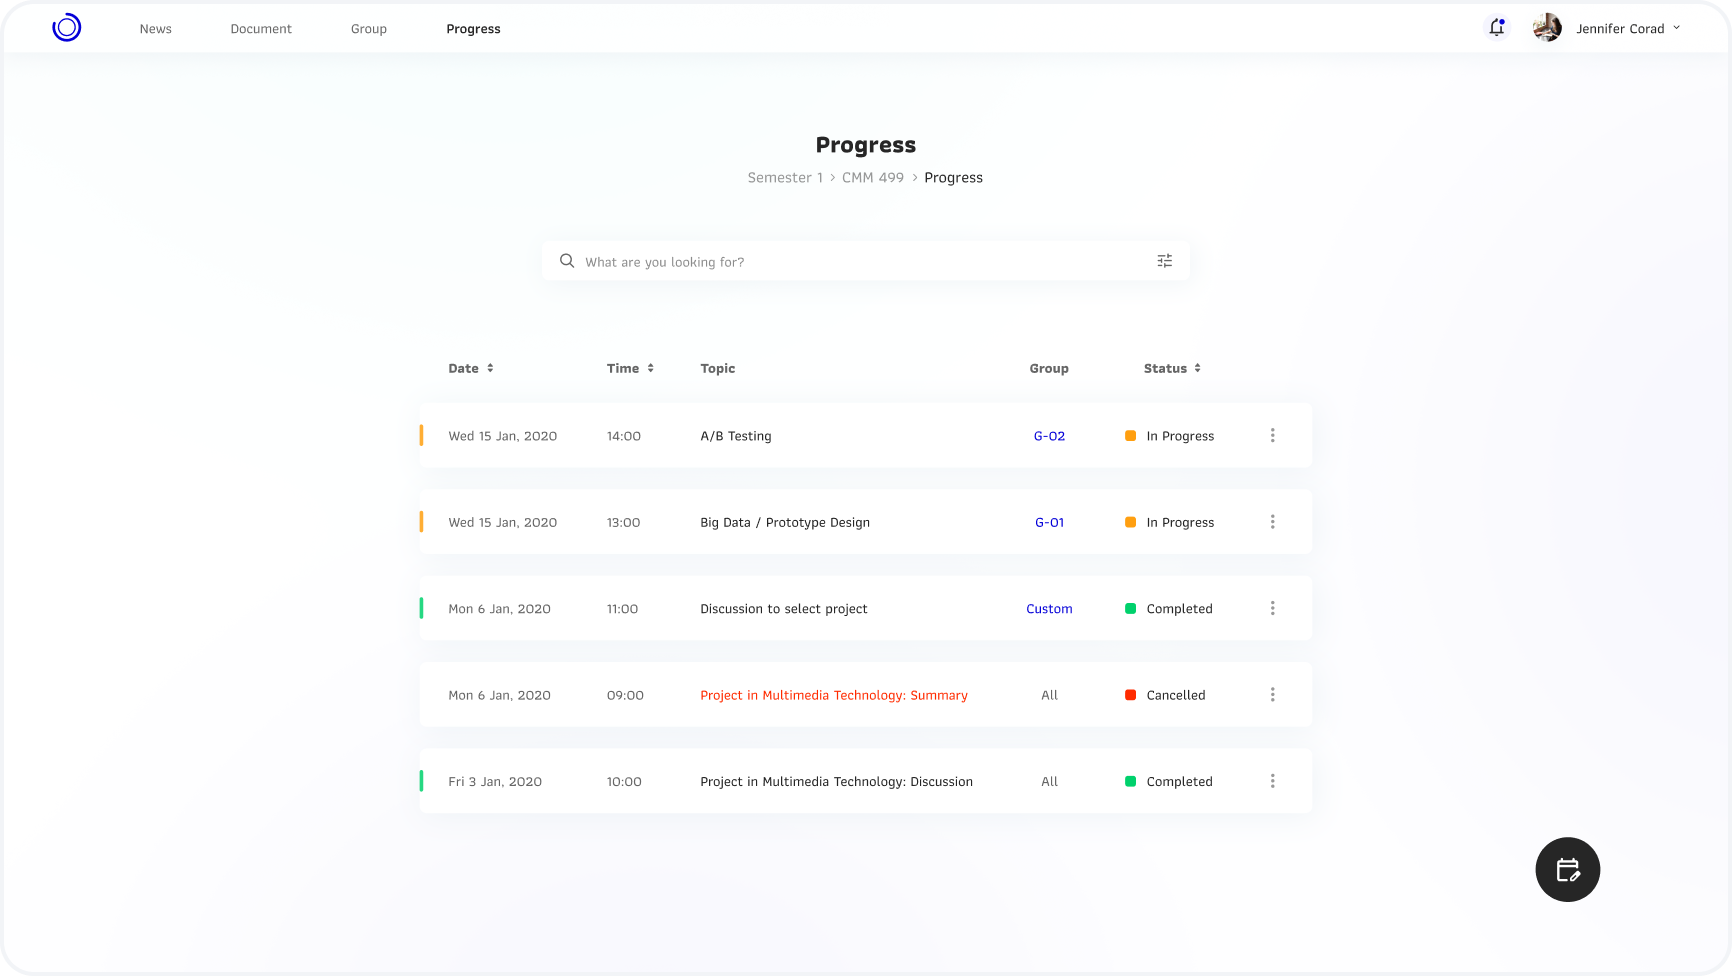 News Document Group Progress Jennifer Corad
Progress
Semester 1 > CMM 499 > Progress
What are you looking for?
Date Time Topic Group Status
Wed 15 Jan, 2020 14:00 A/B Testing G-02 In Progress
Wed 15 Jan, 2020 13:00 Big Data / Prototype Design G-01 In Progress
Mon 6 Jan, 2020 11:00 Discussion to select project Custom Completed
Mon 6 Jan, 2020 09:00 Project in Multimedia Technology: Summary All Cancelled
Fri 3 Jan, 2020 10:00 Project in Multimedia Technology: Discussion All Completed